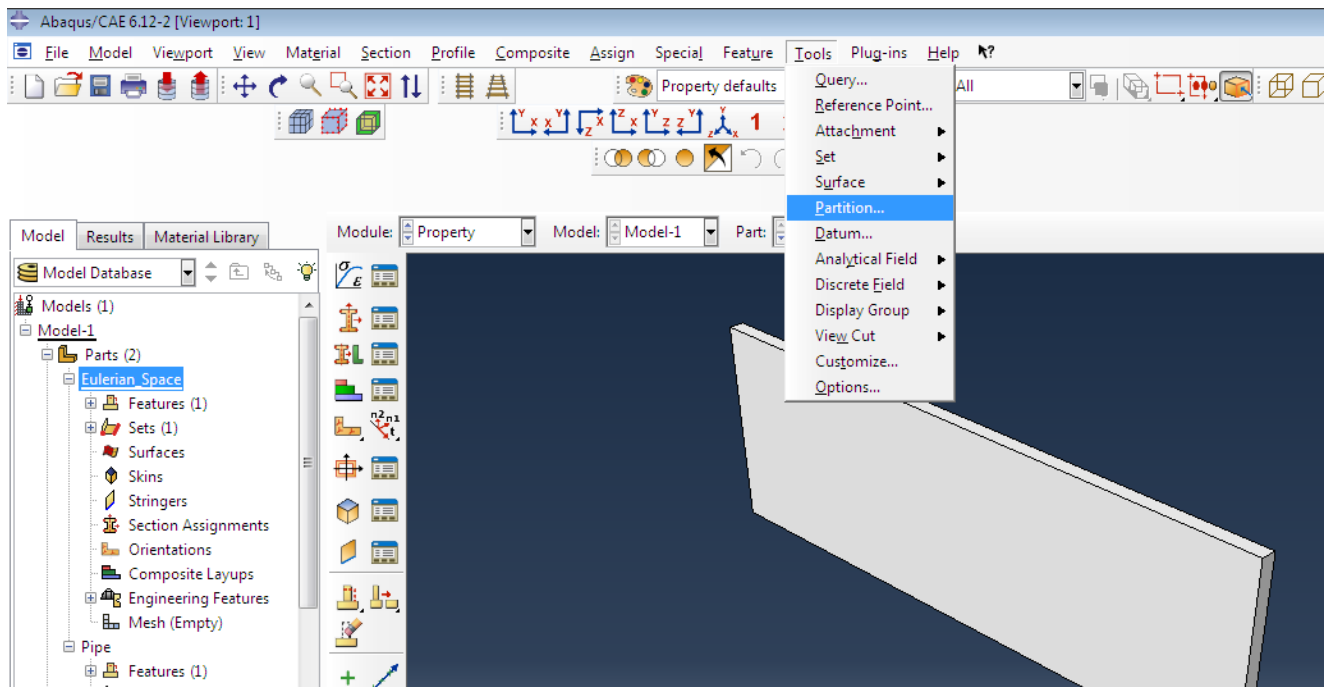 Abaqus/CAE 6.12-2 [Viewport: 1]
File Model Viewport View Material Section Profile Composite Assign Special Feature Tools Plug-ins Help
Property defaults
All
Query...
Reference Point...
Attachment
Set
Surface
Partition...
Datum...
Analytical Field
Discrete Field
Display Group
View Cut
Customize...
Options...
1
Model Results Material Library
Module: Property Model: Model-1 Part:
Model Database
Models (1)
Model-1
Parts (2)
Eulerian_Space
Features (1)
Sets (1)
Surfaces
Skins
Stringers
Section Assignments
Orientations
Composite Layups
Engineering Features
Mesh (Empty)
Pipe
Features (1)